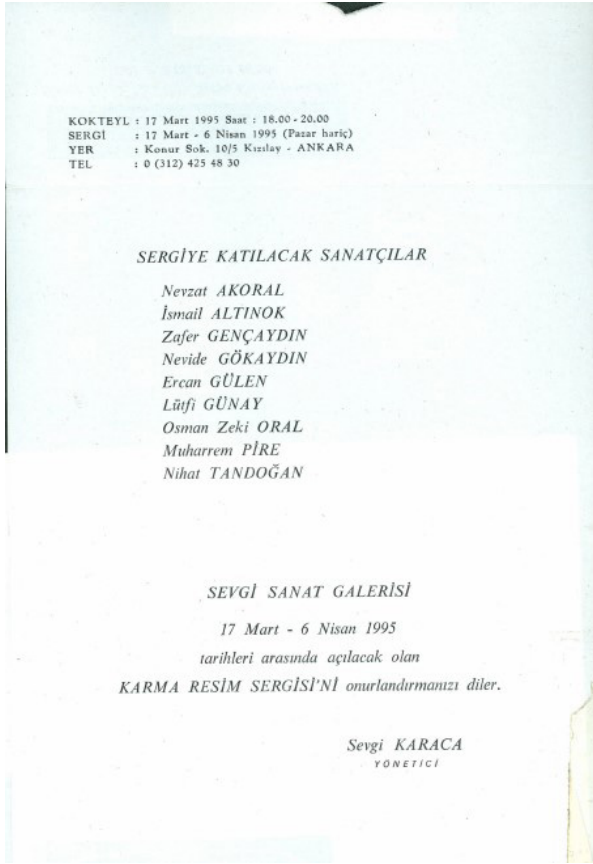 KOKTEYL : 17 Mart 1995 Saat : 18.00 - 20.00
SERGİ : 17 Mart - 6 Nisan 1995 (Pazar hariç)
YER : Konur Sok. 10/5 Kızılay - ANKARA
TEL : 0 (312) 425 48 30
SERGİYE KATILACAK SANATÇILAR
Nevzat AKORAL
İsmail ALTINOK
Zafer GENÇAYDIN
Nevide GÖKAYDIN
Ercan GÜLEN
Lütfi GÜNAY
Osman Zeki ORAL
Muharrem PİRE
Nihat TANDOĞAN
SEVGİ SANAT GALERİSİ
17 Mart - 6 Nisan 1995
tarihleri arasında açılacak olan
KARMA RESİM SERGİSİ'Nİ onurlandırmanızı diler.
Sevgi KARACA
YÖNETİCİ